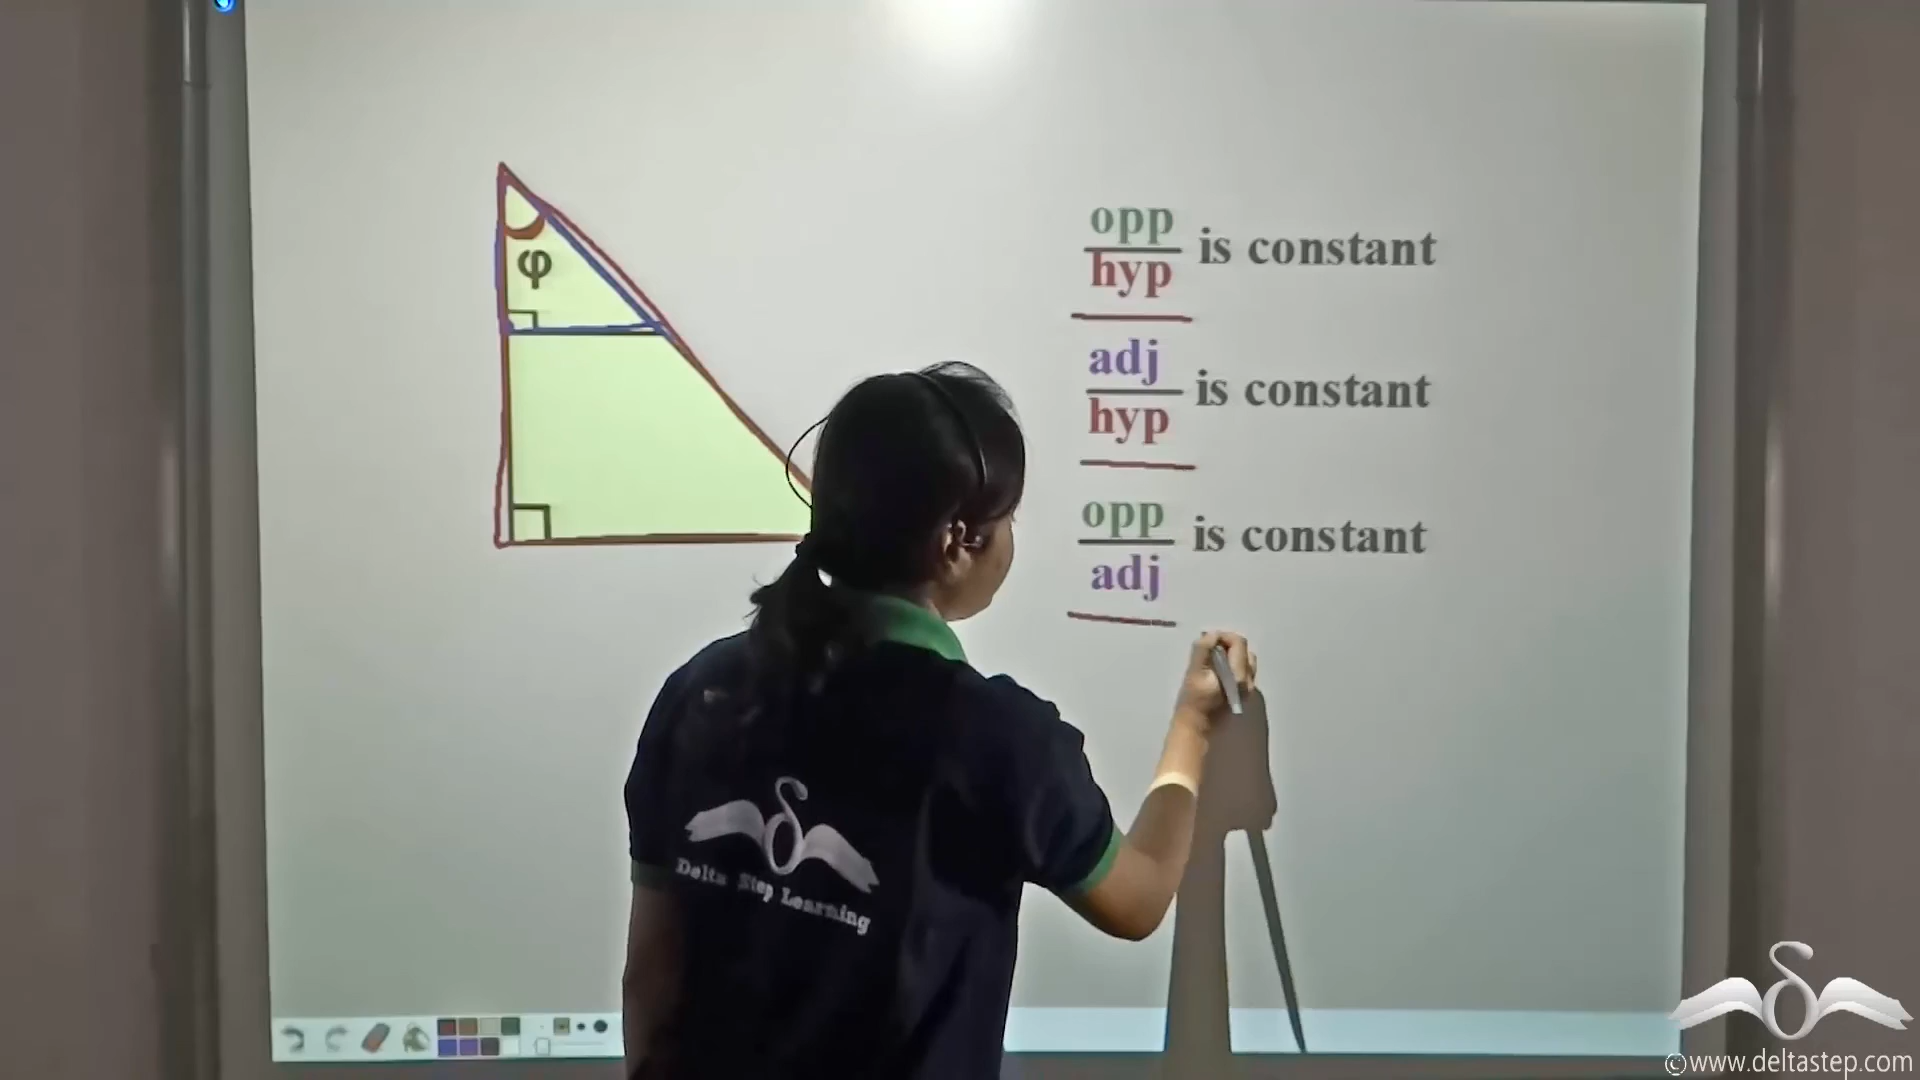 φ
opp
hyp
is constant
adj
hyp
is constant
opp
adj
is constant
Delta Step Learning
©www.deltastep.com